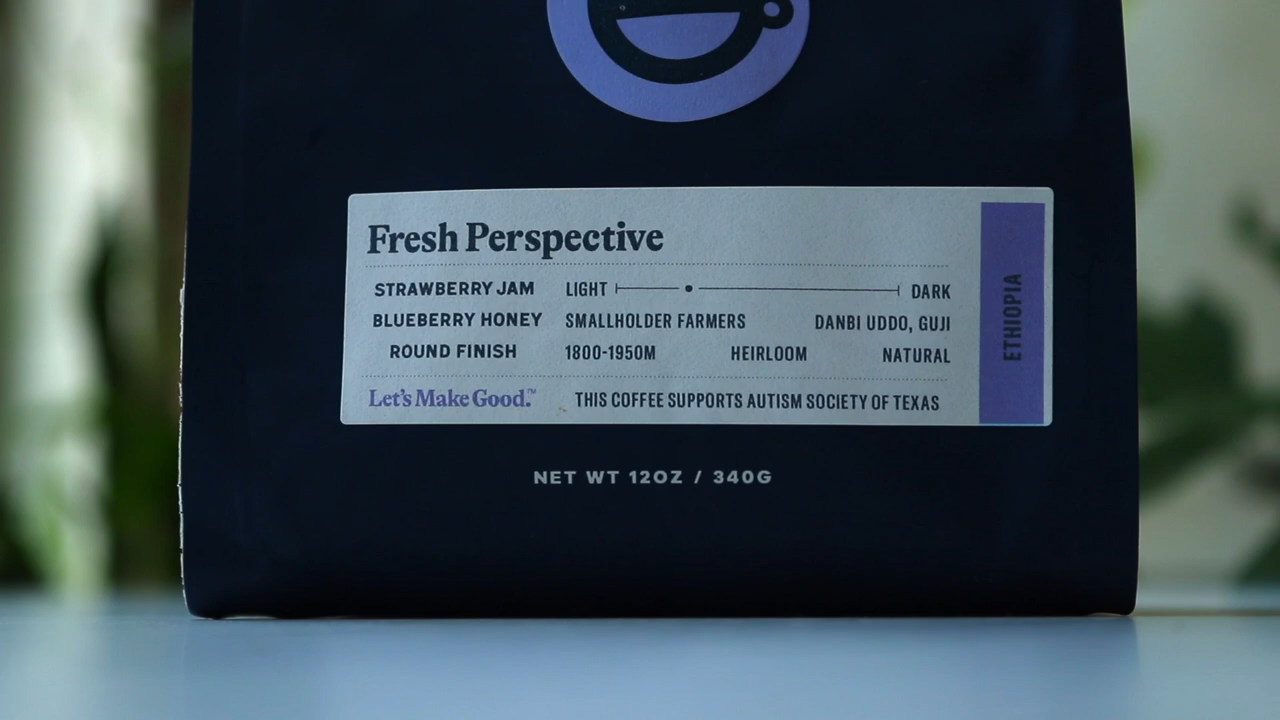 Fresh Perspective
STRAWBERRY JAM
BLUEBERRY HONEY
ROUND FINISH
LIGHT DARK
SMALLHOLDER FARMERS DANBI UDDO, GUJI
1800-1950M HEIRLOOM NATURAL
Let's Make Good.™
THIS COFFEE SUPPORTS AUTISM SOCIETY OF TEXAS
ETHIOPIA
NET WT 12OZ / 340G